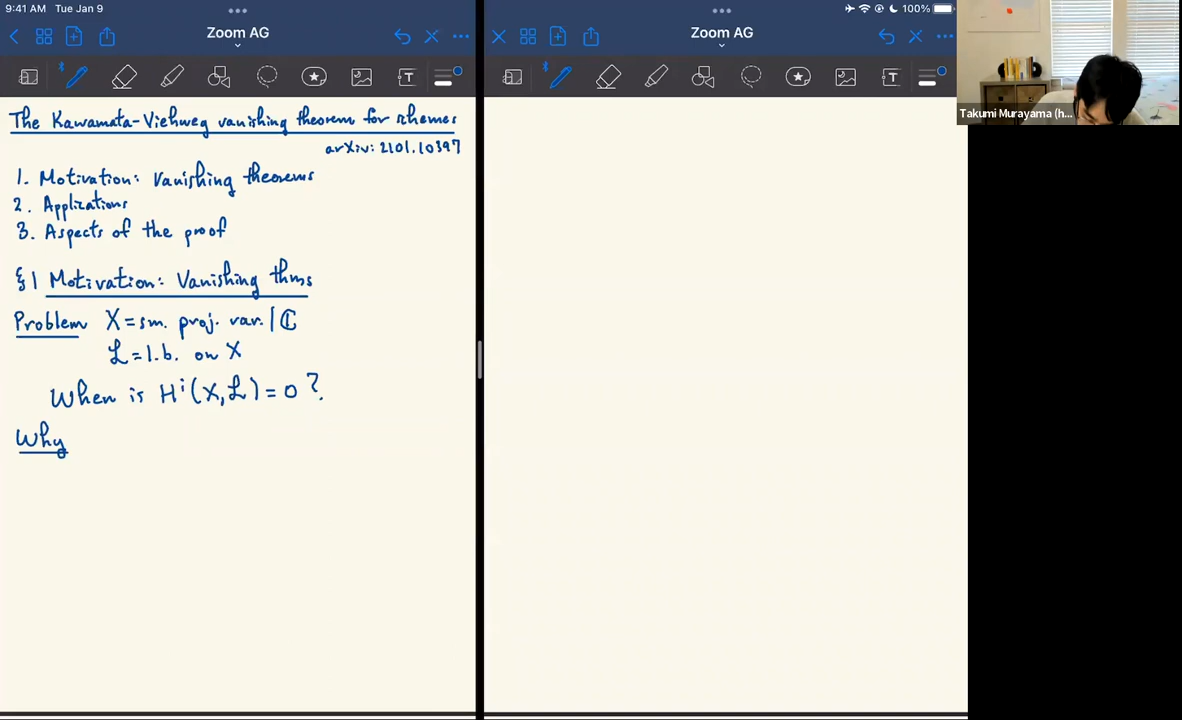 9:41 AM Tue Jan 9
100%
Zoom AG
Zoom AG
T
T
Takumi Murayama (h...
The Kawamata-Viehweg vanishing theorem for schemes
arXiv: 2101.10397
1. Motivation: Vanishing theorems
2. Applications
3. Aspects of the proof
§1 Motivation: Vanishing thms
Problem X = sm. proj. var. | ℂ
ℒ = l.b. on X
When is Hⁱ(X, ℒ) = 0 ?
Why